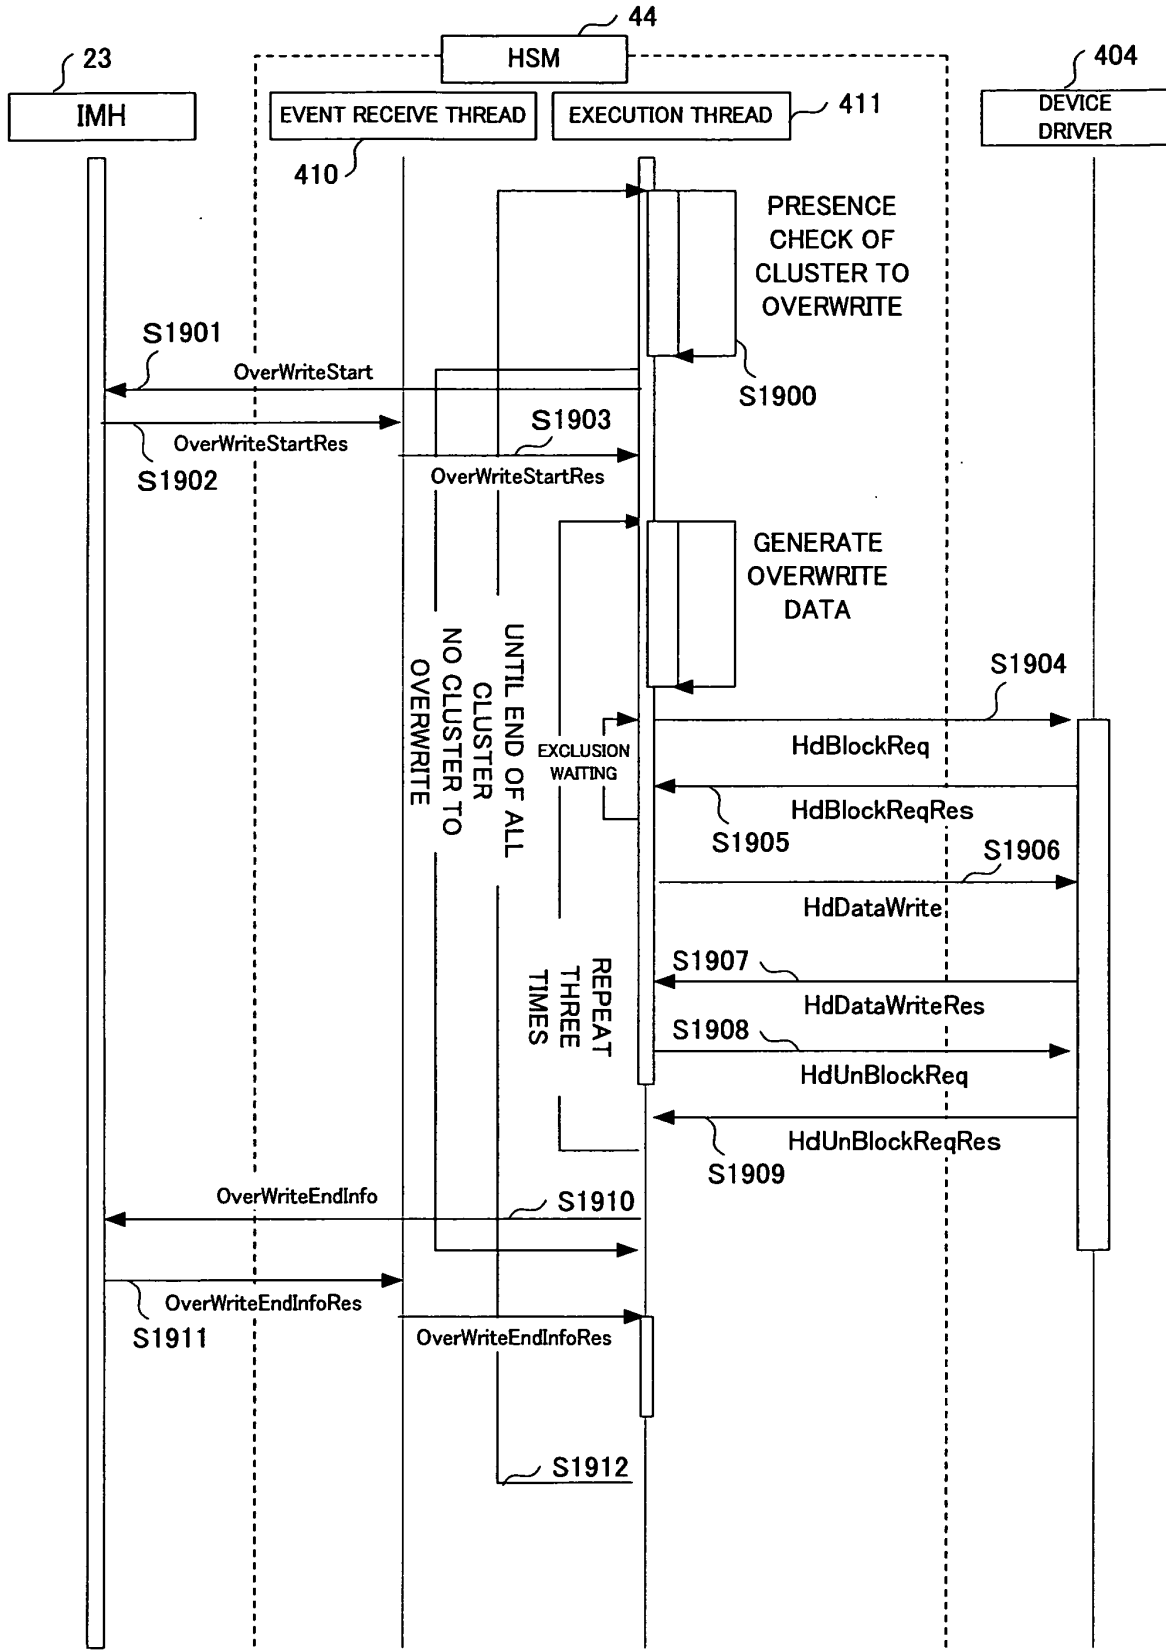 44
HSM
23
IMH
EVENT RECEIVE THREAD
410
EXECUTION THREAD
411
404
DEVICE
DRIVER
PRESENCE
CHECK OF
CLUSTER TO
OVERWRITE
S1900
S1901
OverWriteStart
OverWriteStartRes
S1902
S1903
OverWriteStartRes
GENERATE
OVERWRITE
DATA
NO CLUSTER TO
OVERWRITE
UNTIL END OF ALL
CLUSTER
EXCLUSION
WAITING
S1904
HdBlockReq
HdBlockReqRes
S1905
S1906
HdDataWrite
REPEAT
THREE
TIMES
S1907
HdDataWriteRes
S1908
HdUnBlockReq
HdUnBlockReqRes
S1909
OverWriteEndInfo
S1910
OverWriteEndInfoRes
S1911
OverWriteEndInfoRes
S1912